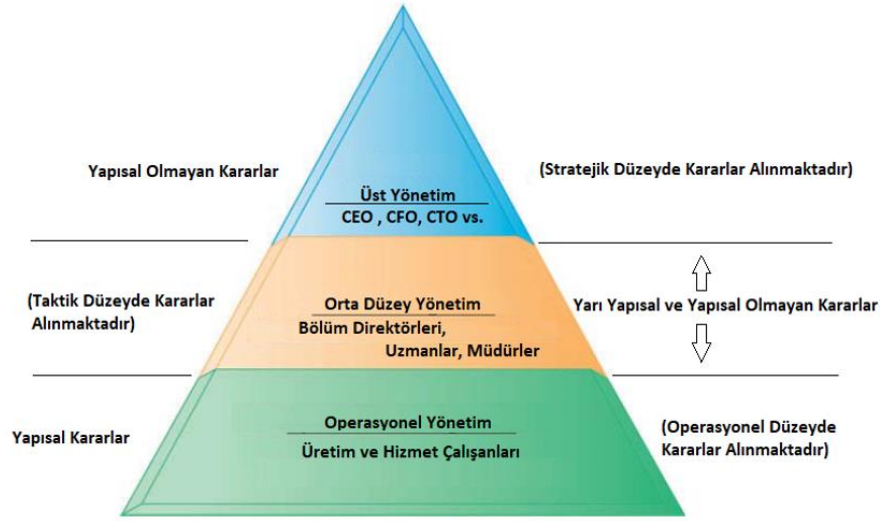 Yapısal Olmayan Kararlar
(Stratejik Düzeyde Kararlar Alınmaktadır)
Üst Yönetim
CEO , CFO, CTO vs.
(Taktik Düzeyde Kararlar
Alınmaktadır)
Orta Düzey Yönetim
Bölüm Direktörleri,
Uzmanlar, Müdürler
Yarı Yapısal ve Yapısal Olmayan Kararlar
Yapısal Kararlar
Operasyonel Yönetim
Üretim ve Hizmet Çalışanları
(Operasyonel Düzeyde
Kararlar Alınmaktadır)